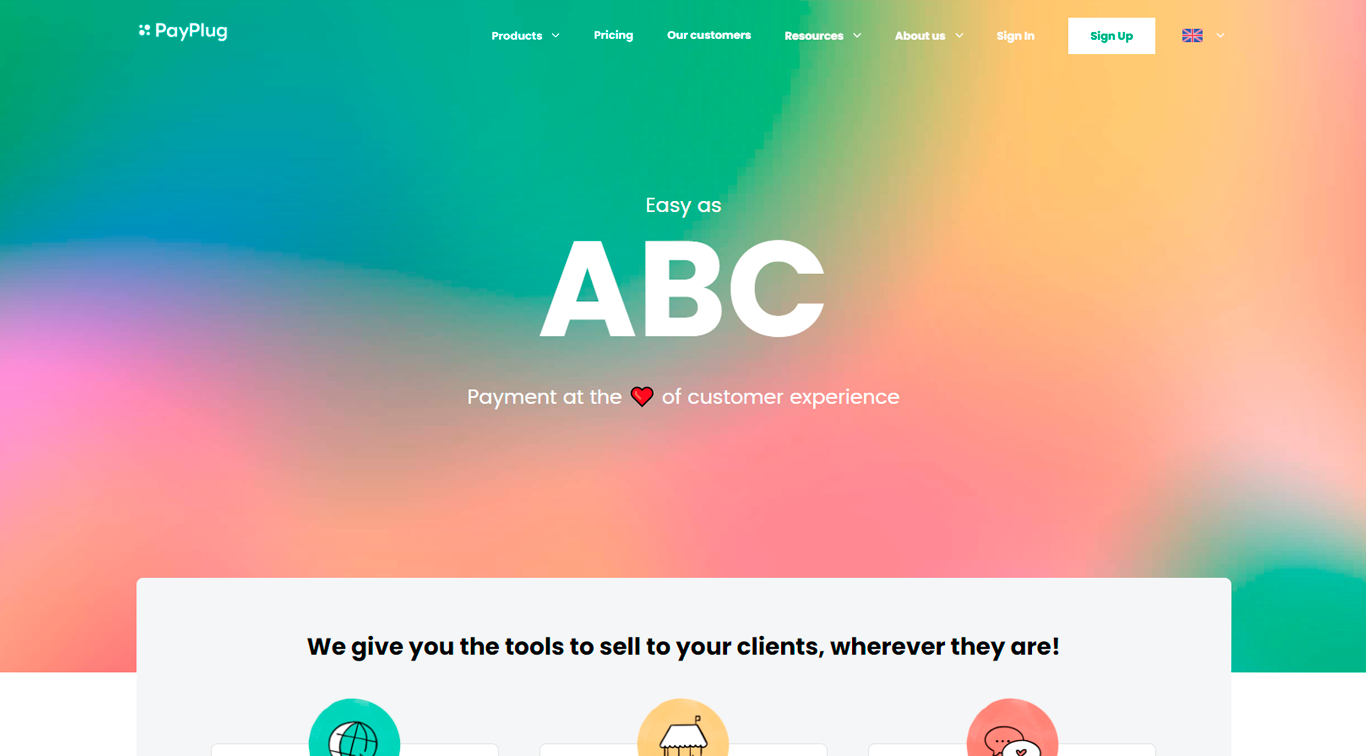 PayPlug
Products Pricing Our customers Resources About us Sign In Sign Up
Easy as
ABC
Payment at the ❤ of customer experience
We give you the tools to sell to your clients, wherever they are!